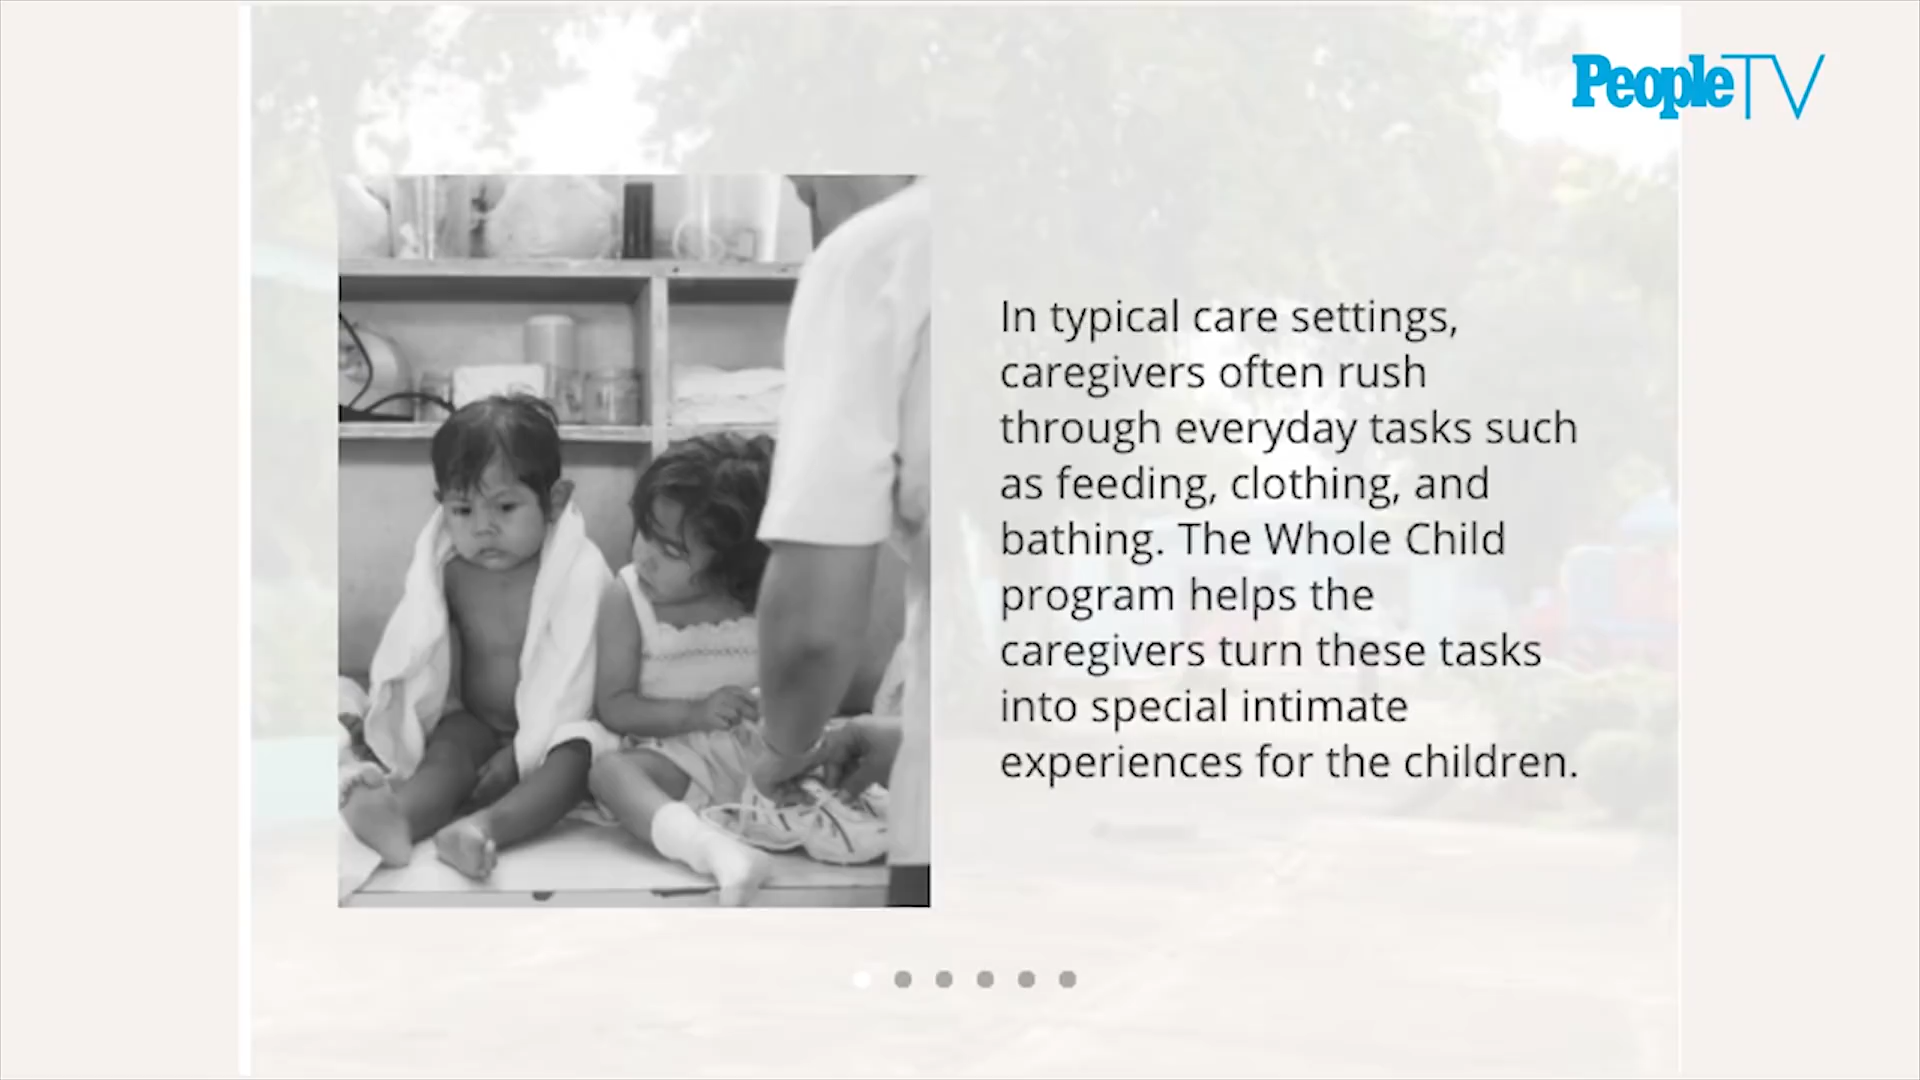 PeopleTV
In typical care settings,
caregivers often rush
through everyday tasks such
as feeding, clothing, and
bathing. The Whole Child
program helps the
caregivers turn these tasks
into special intimate
experiences for the children.